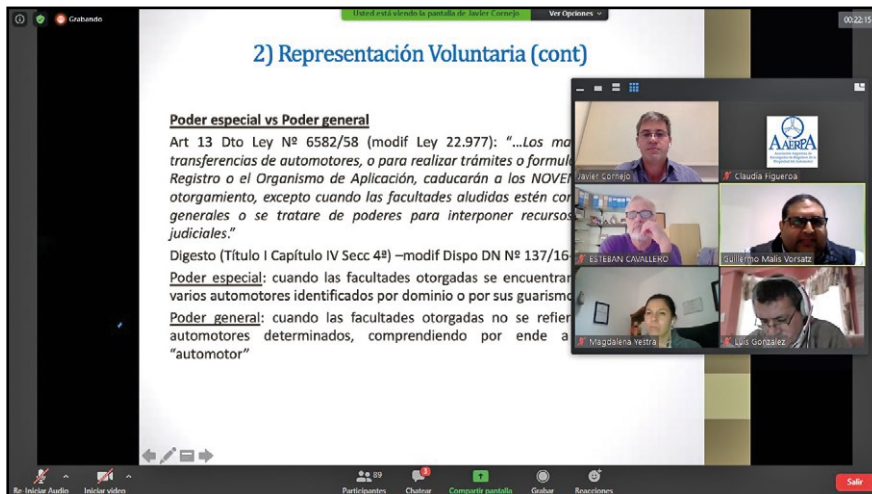 Grabando
Usted está viendo la pantalla de Javier Cornejo
Ver Opciones
00:22:15
2) Representación Voluntaria (cont)
Poder especial vs Poder general
Art 13 Dto Ley Nº 6582/58 (modif Ley 22.977): “...Los ma
transferencias de automotores, o para realizar trámites o formul
Registro o el Organismo de Aplicación, caducarán a los NOVEN
otorgamiento, excepto cuando las facultades aludidas estén con
generales o se tratare de poderes para interponer recursos
judiciales.”
Digesto (Título I Capítulo IV Secc 4ª) –modif Dispo DN Nº 137/16-
Poder especial: cuando las facultades otorgadas se encuentran
varios automotores identificados por dominio o por sus guarismo
Poder general: cuando las facultades otorgadas no se refier
automotores determinados, comprendiendo por ende a
“automotor”
Javier Cornejo
AAERPA
Claudia Figueroa
ESTEBAN CAVALLERO
Guillermo Malis Vorsatz
Magdalena Yestra
Luis Gonzalez
Re-Iniciar Audio
Iniciar video
89
Participantes
3
Chatear
Compartir pantalla
Grabar
Reacciones
Salir